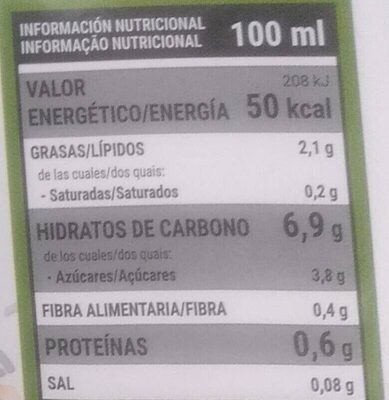 INFORMACIÓN NUTRICIONAL
INFORMAÇÃO NUTRICIONAL 100 ml
VALOR 208 kJ
ENERGÉTICO/ENERGÍA 50 kcal
GRASAS/LÍPIDOS 2,1 g
de las cuales/dos quais:
- Saturadas/Saturados 0,2 g
HIDRATOS DE CARBONO 6,9 g
de los cuales/dos quais:
- Azúcares/Açúcares 3,8 g
FIBRA ALIMENTARIA/FIBRA 0,4 g
PROTEÍNAS 0,6 g
SAL 0,08 g